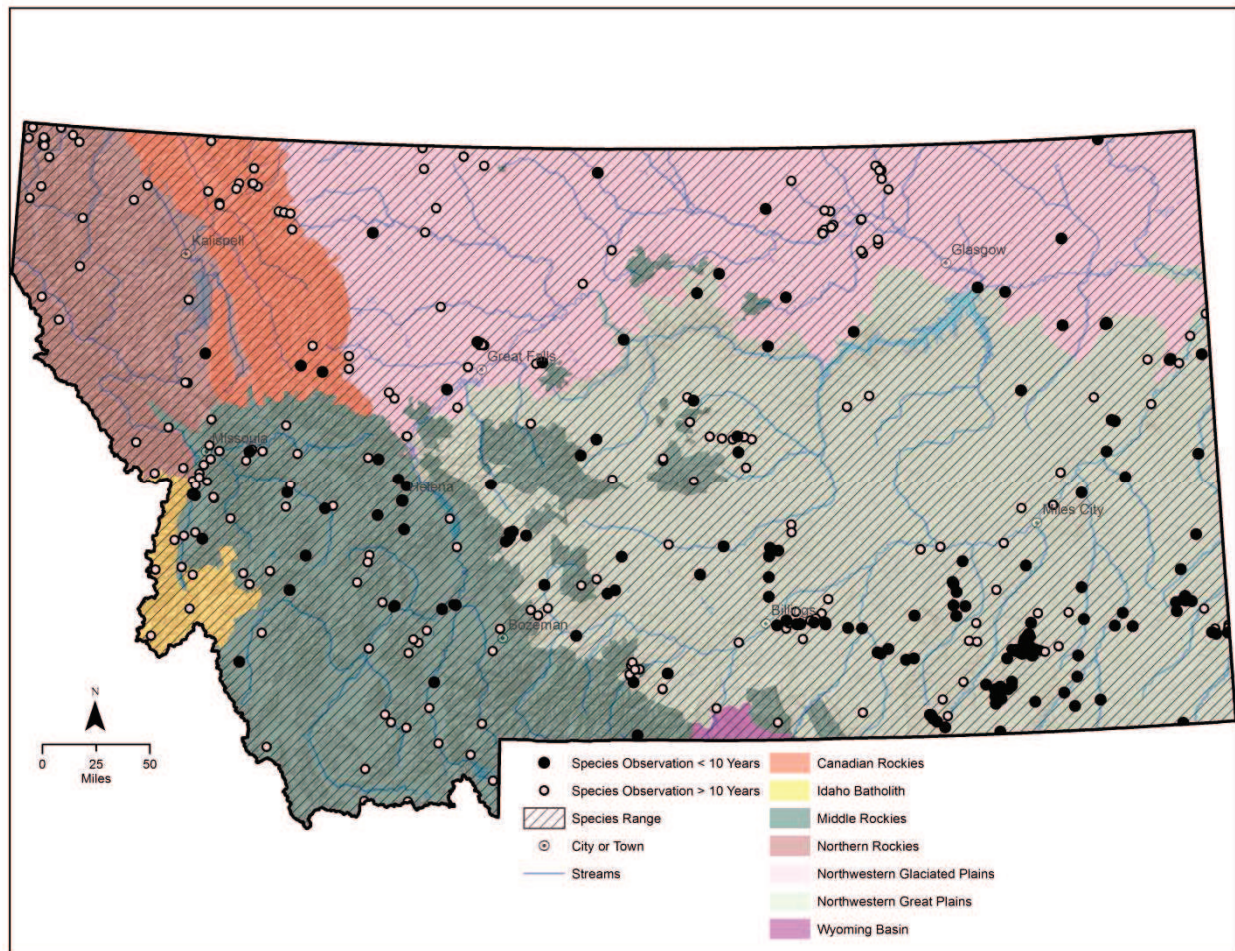 Kalispell
Glasgow
Great Falls
Missoula
Helena
Miles City
Billings
Bozeman
N
0 25 50
Miles
Species Observation < 10 Years
Species Observation > 10 Years
Species Range
City or Town
Streams
Canadian Rockies
Idaho Batholith
Middle Rockies
Northern Rockies
Northwestern Glaciated Plains
Northwestern Great Plains
Wyoming Basin